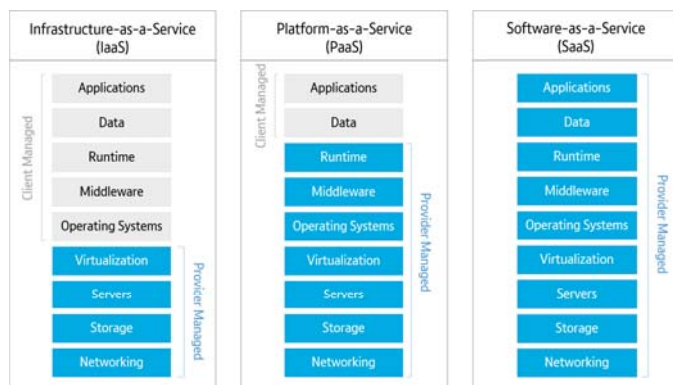 Infrastructure-as-a-Service
(IaaS)
Client Managed
Applications
Data
Runtime
Middleware
Operating Systems
Virtualization
Servers
Storage
Networking
Provicer Managed
Platform-as-a-Service
(PaaS)
Client Managed
Applications
Data
Runtime
Middleware
Operating Systems
Virtualization
Servers
Storage
Networking
Provider Managed
Software-as-a-Service
(SaaS)
Applications
Data
Runtime
Middleware
Operating Systems
Virtualization
Servers
Storage
Networking
Provider Managed